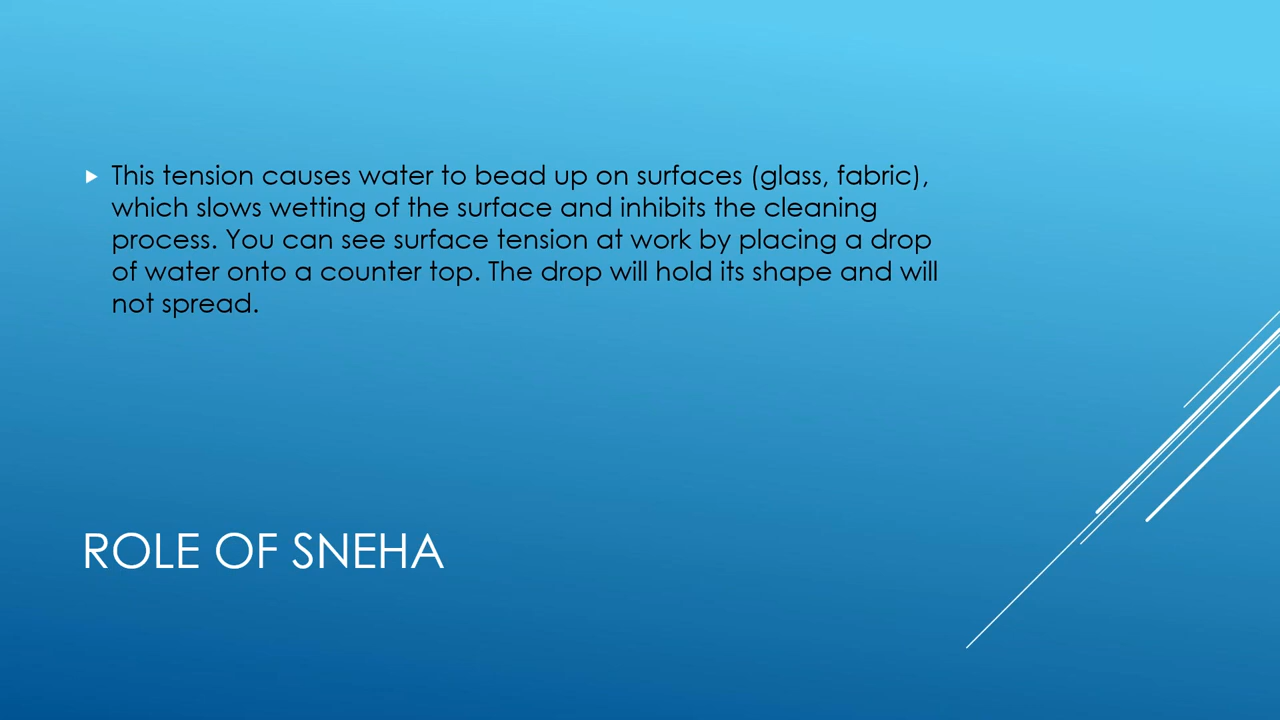 This tension causes water to bead up on surfaces (glass, fabric),
which slows wetting of the surface and inhibits the cleaning
process. You can see surface tension at work by placing a drop
of water onto a counter top. The drop will hold its shape and will
not spread.
ROLE OF SNEHA